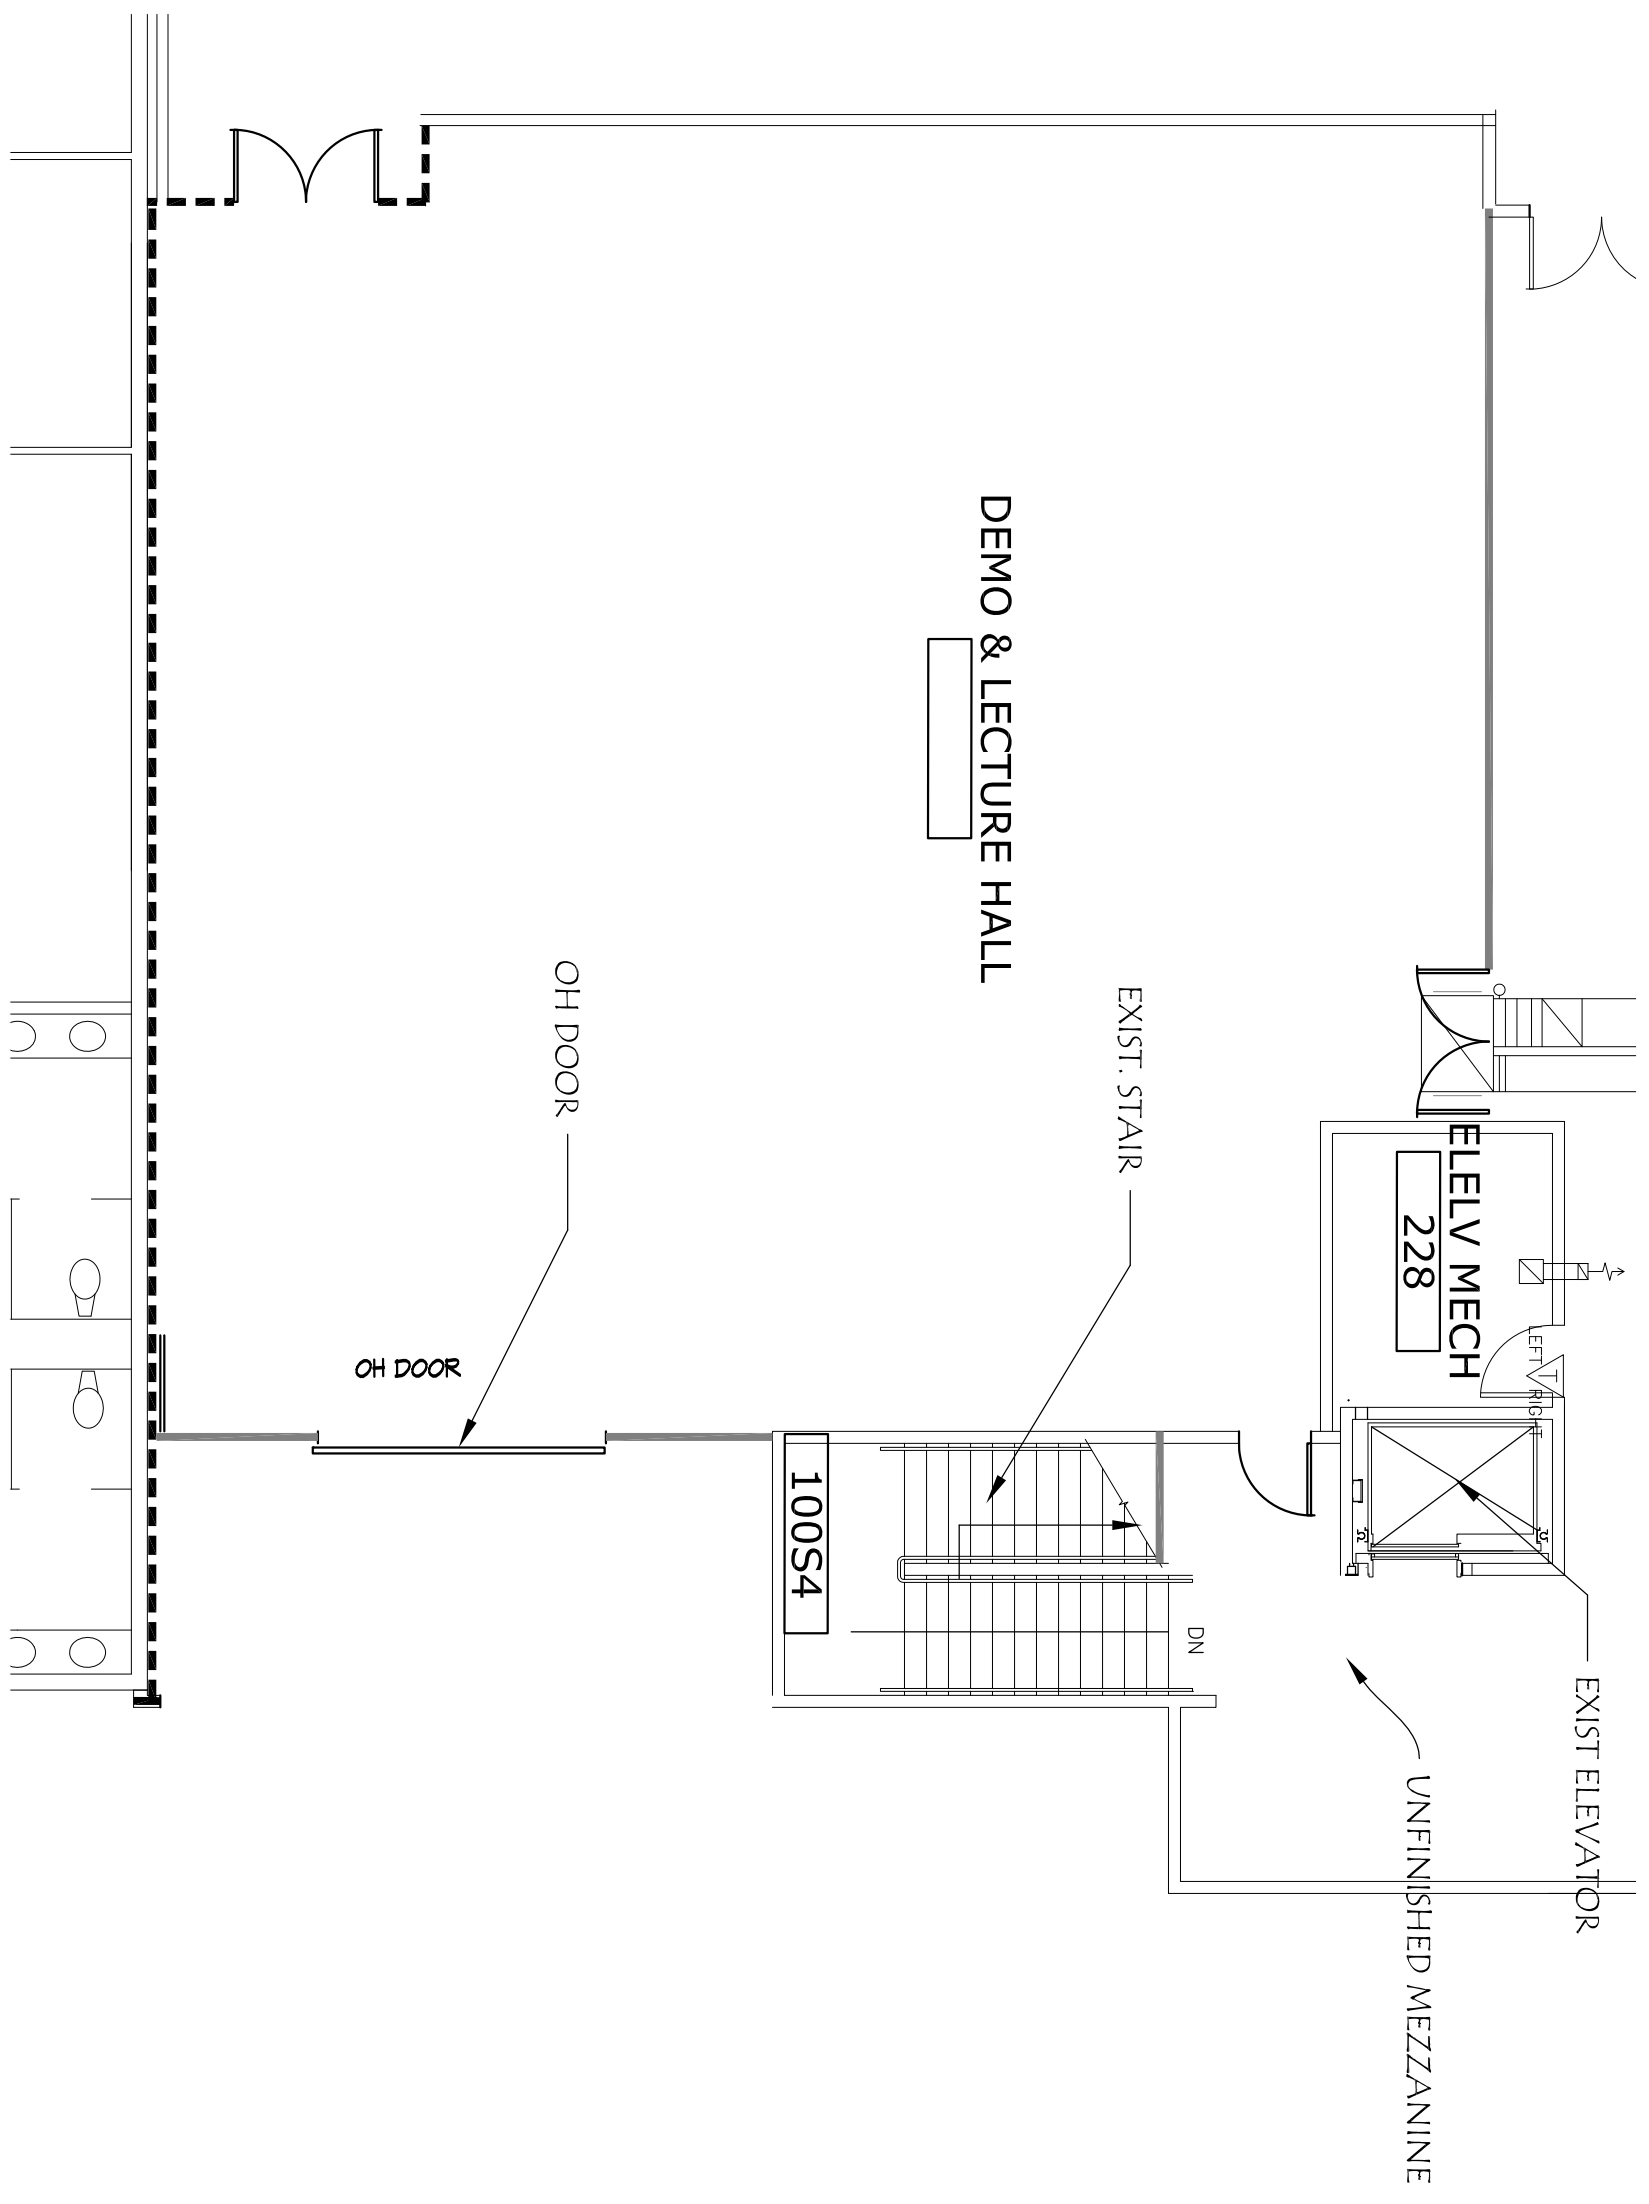 DEMO & LECTURE HALL
ELELV MECH
228
EXIST. STAIR
OH DOOR
OH DOOR
100S4
DN
LEFT
RIGHT
EXIST ELEVATOR
UNFINISHED MEZZANINE